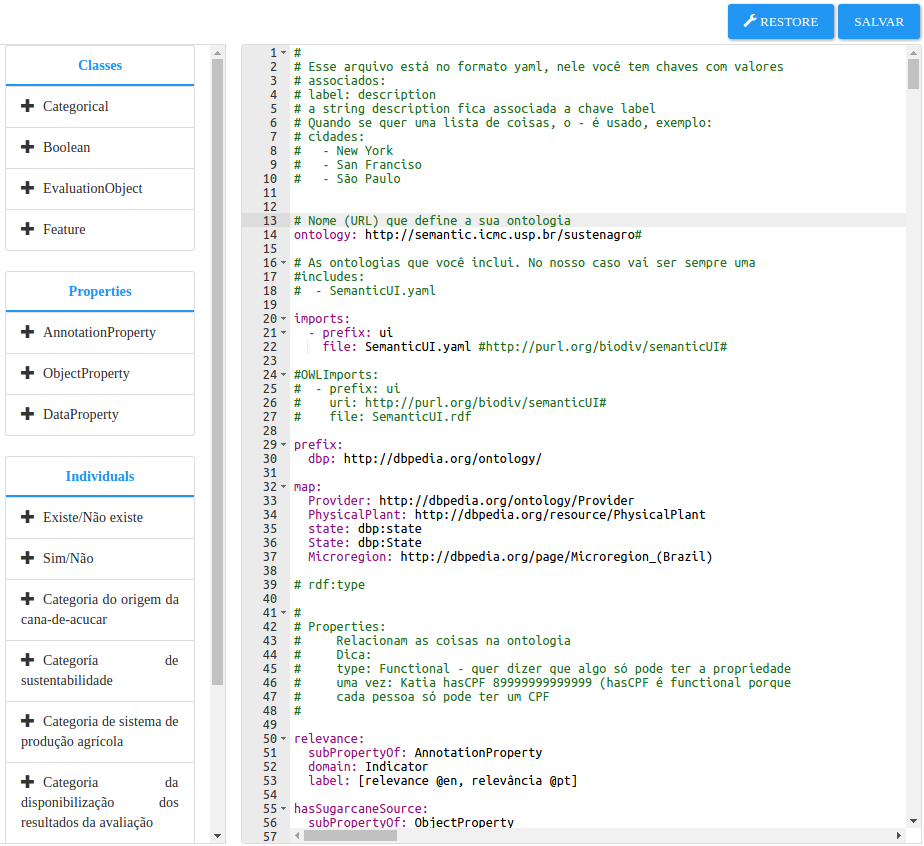 RESTORE SALVAR
Classes
Categorical
Boolean
EvaluationObject
Feature
Properties
AnnotationProperty
ObjectProperty
DataProperty
Individuals
Existe/Não existe
Sim/Não
Categoria do origem da
cana-de-acucar
Categoría de
sustentabilidade
Categoria de sistema de
produção agrícola
Categoria da
disponibilização dos
resultados da avaliação
1 #
2 # Esse arquivo está no formato yaml, nele você tem chaves com valores
3 # associados:
4 # label: description
5 # a string description fica associada a chave label
6 # Quando se quer uma lista de coisas, o - é usado, exemplo:
7 # cidades:
8 #   - New York
9 #   - San Franciso
10 #   - São Paulo
11
12
13 # Nome (URL) que define a sua ontologia
14 ontology: http://semantic.icmc.usp.br/sustenagro#
15
16 # As ontologias que você inclui. No nosso caso vai ser sempre uma
17 #includes:
18 #  - SemanticUI.yaml
19
20 imports:
21   - prefix: ui
22     file: SemanticUI.yaml #http://purl.org/biodiv/semanticUI#
23
24 #OWLImports:
25 #  - prefix: ui
26 #    uri: http://purl.org/biodiv/semanticUI#
27 #    file: SemanticUI.rdf
28
29 prefix:
30   dbp: http://dbpedia.org/ontology/
31
32 map:
33   Provider: http://dbpedia.org/ontology/Provider
34   PhysicalPlant: http://dbpedia.org/resource/PhysicalPlant
35   state: dbp:state
36   State: dbp:State
37   Microregion: http://dbpedia.org/page/Microregion_(Brazil)
38
39 # rdf:type
40
41 #
42 # Properties:
43 #     Relacionam as coisas na ontologia
44 #     Dica:
45 #     type: Functional - quer dizer que algo só pode ter a propriedade
46 #     uma vez: Katia hasCPF 89999999999999 (hasCPF é functional porque
47 #     cada pessoa só pode ter um CPF
48 #
49
50 relevance:
51   subPropertyOf: AnnotationProperty
52   domain: Indicator
53   label: [relevance @en, relevância @pt]
54
55 hasSugarcaneSource:
56   subPropertyOf: ObjectProperty
57